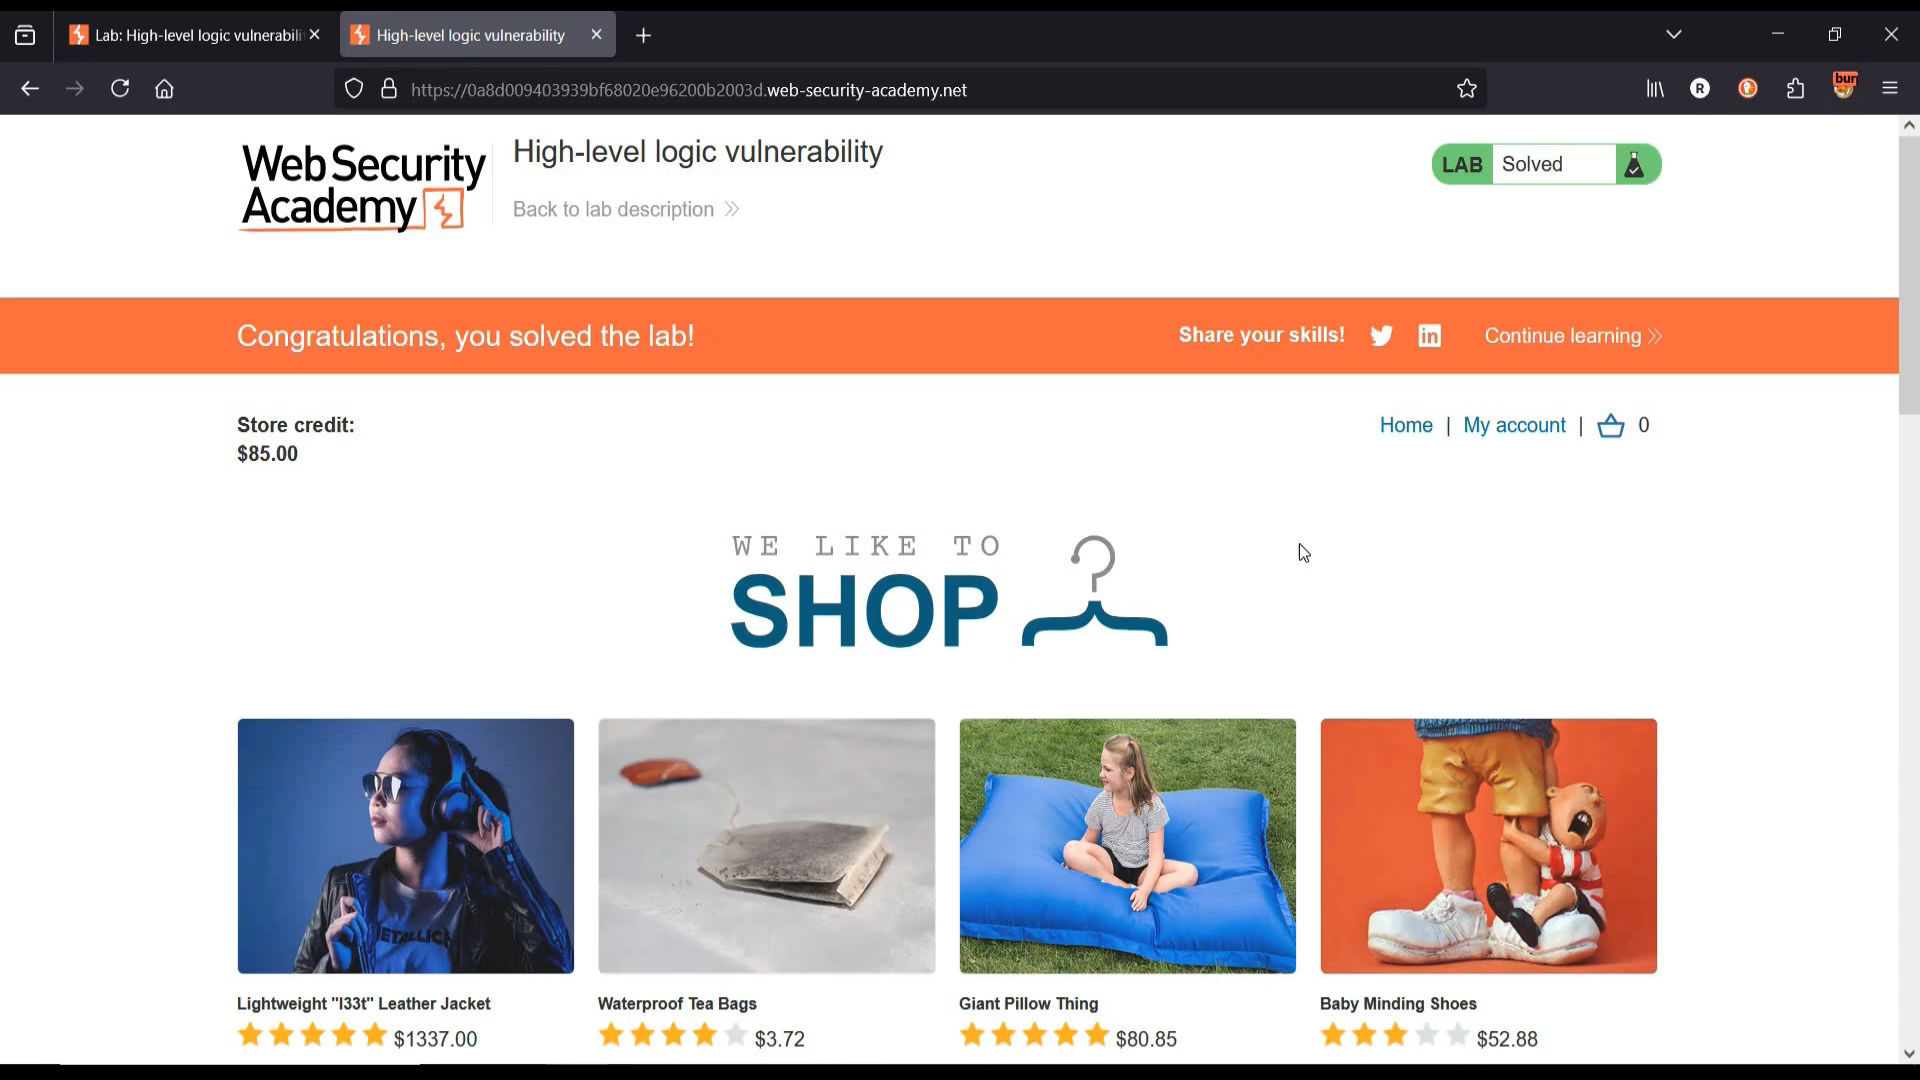 Lab: High-level logic vulnerabili
High-level logic vulnerability
https://0a8d009403939bf68020e96200b2003d.web-security-academy.net
R
bur
Web Security
Academy
High-level logic vulnerability
Back to lab description
LAB Solved
Congratulations, you solved the lab!
Share your skills!
in
Continue learning
Store credit:
$85.00
Home | My account | 0
WE LIKE TO
SHOP
METALLICA
Lightweight "l33t" Leather Jacket
$1337.00
Waterproof Tea Bags
$3.72
Giant Pillow Thing
$80.85
Baby Minding Shoes
$52.88